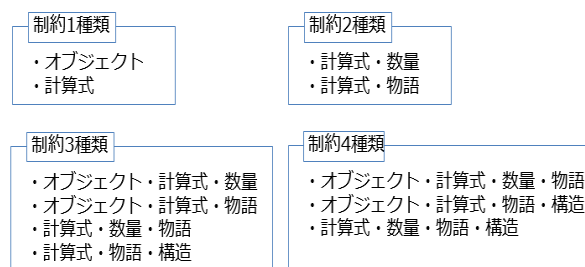 制約1種類
・オブジェクト
・計算式
制約2種類
・計算式・数量
・計算式・物語
制約3種類
・オブジェクト・計算式・数量
・オブジェクト・計算式・物語
・計算式・数量・物語
・計算式・物語・構造
制約4種類
・オブジェクト・計算式・数量・物語
・オブジェクト・計算式・物語・構造
・計算式・数量・物語・構造